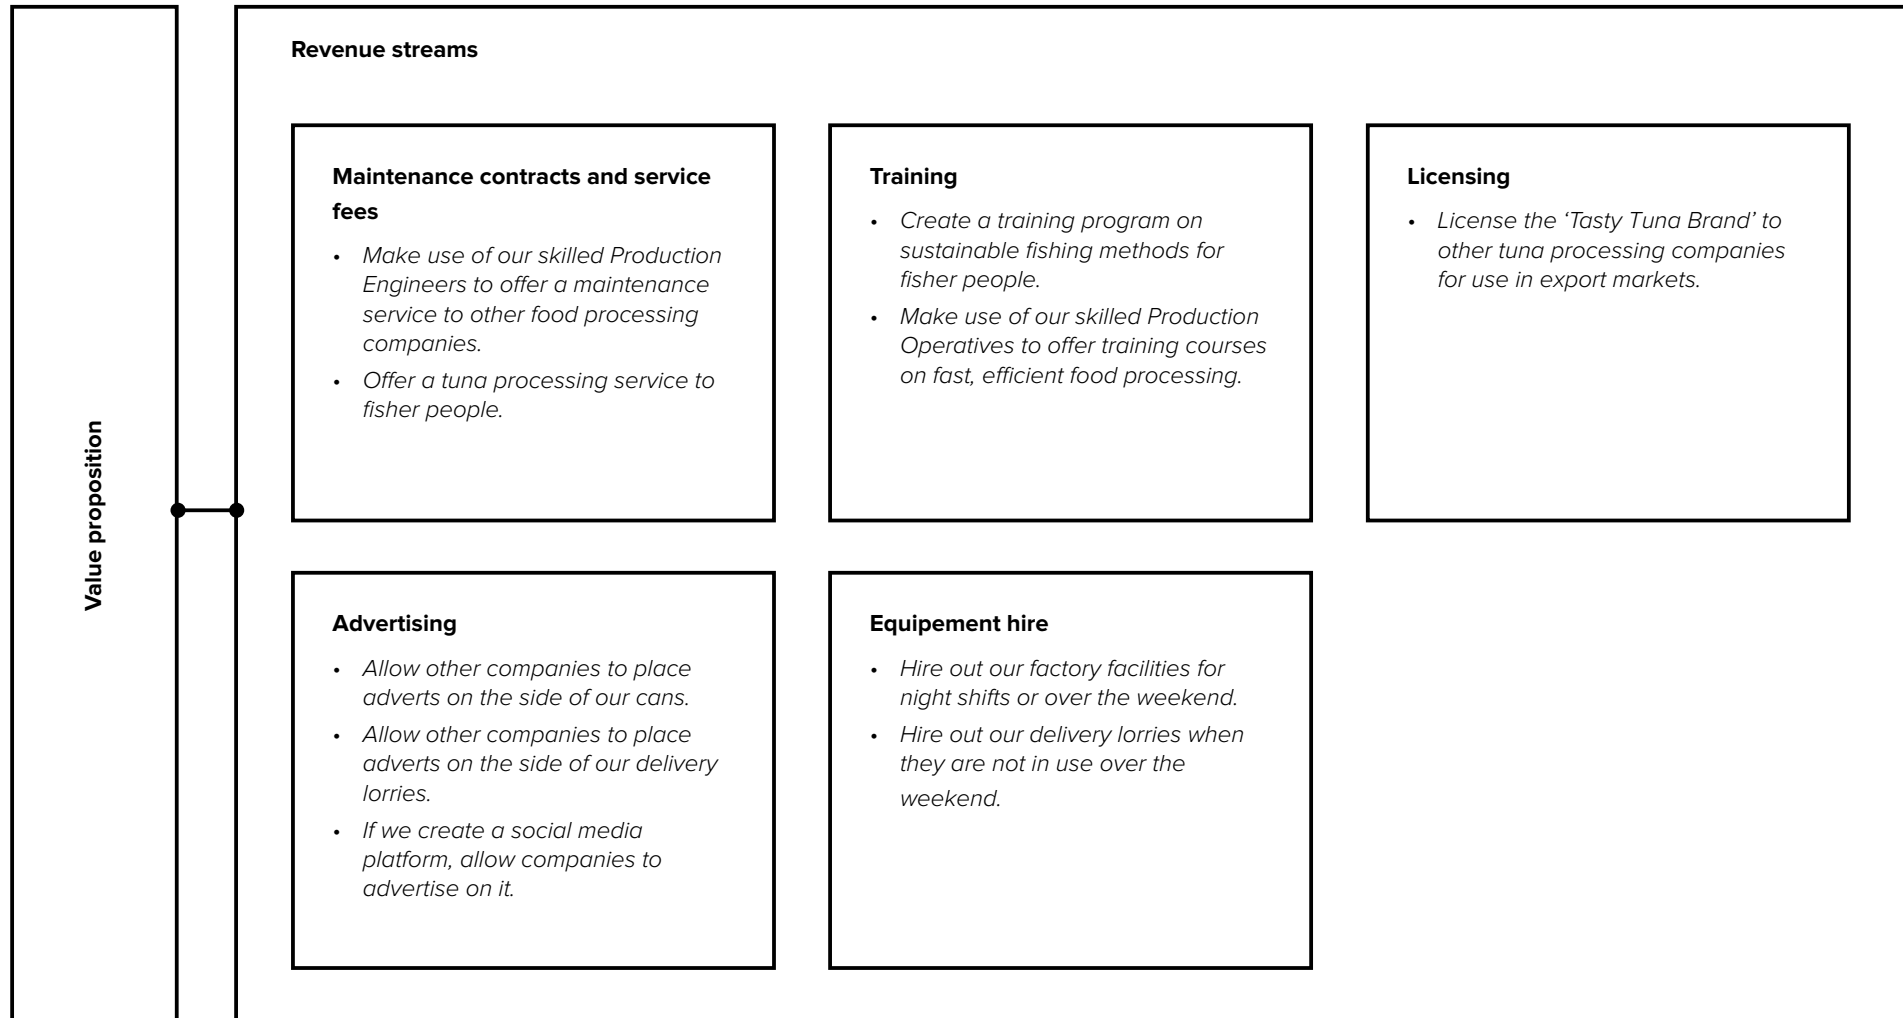 Value proposition
Revenue streams
Maintenance contracts and service
fees
• Make use of our skilled Production
Engineers to offer a maintenance
service to other food processing
companies.
• Offer a tuna processing service to
fisher people.
Training
• Create a training program on
sustainable fishing methods for
fisher people.
• Make use of our skilled Production
Operatives to offer training courses
on fast, efficient food processing.
Licensing
• License the ‘Tasty Tuna Brand’ to
other tuna processing companies
for use in export markets.
Advertising
• Allow other companies to place
adverts on the side of our cans.
• Allow other companies to place
adverts on the side of our delivery
lorries.
• If we create a social media
platform, allow companies to
advertise on it.
Equipement hire
• Hire out our factory facilities for
night shifts or over the weekend.
• Hire out our delivery lorries when
they are not in use over the
weekend.